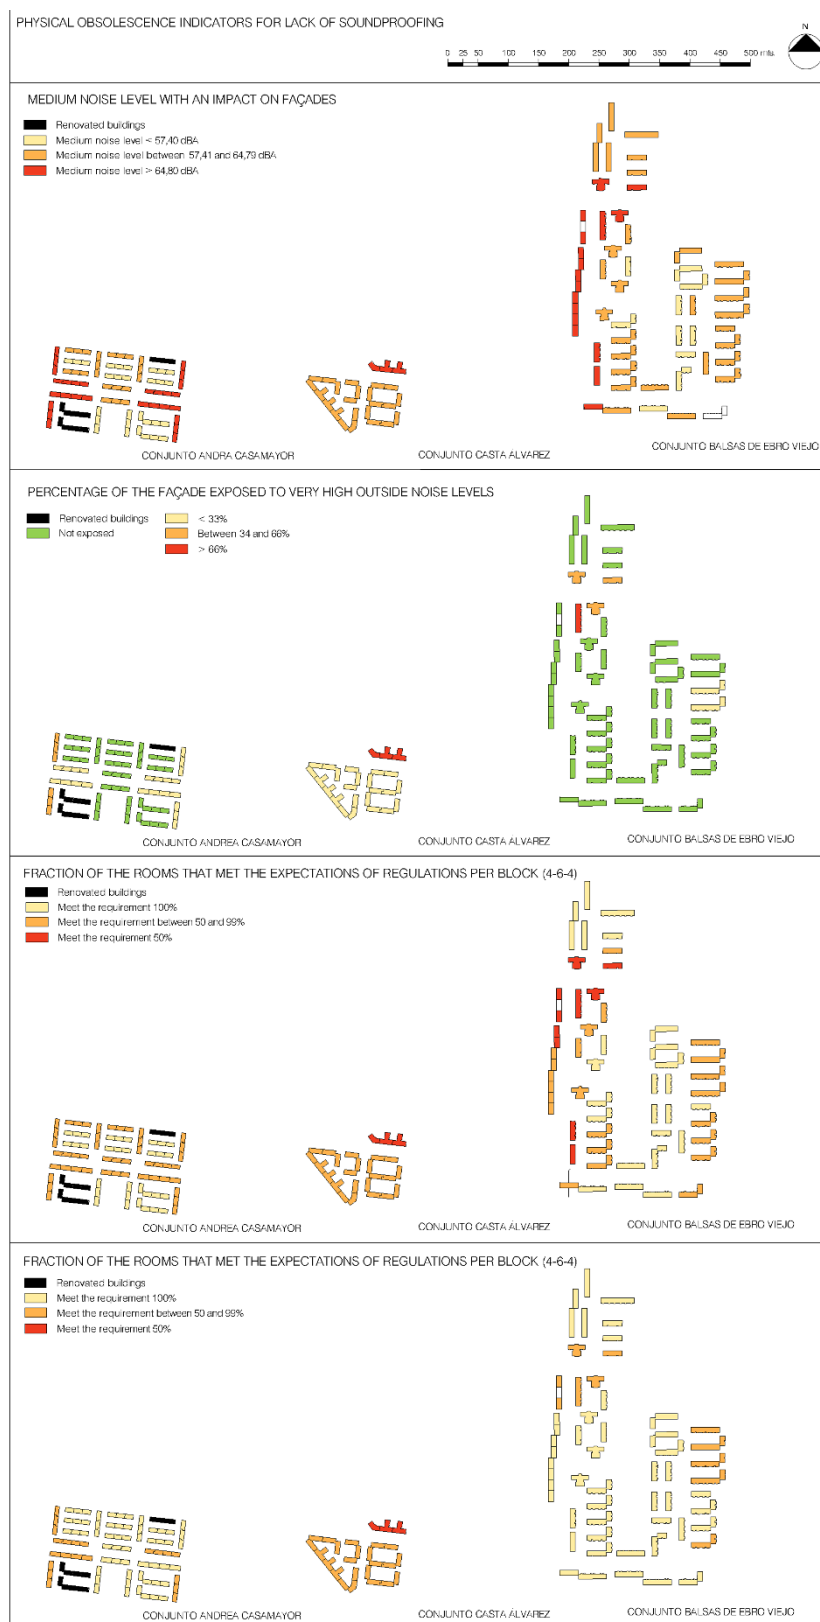 PHYSICAL OBSOLESCENCE INDICATORS FOR LACK OF SOUNDPROOFING
N
0 25 50 100 150 200 250 350 400 450 500 mts.
MEDIUM NOISE LEVEL WITH AN IMPACT ON FAÇADES
Renovated buildings
Medium noise level < 57,40 dBA
Medium noise level between 57,41 and 64,79 dBA
Medium noise level > 64,80 dBA
CONJUNTO ANDRA CASAMAYOR
CONJUNTO CASTA ÁLVAREZ
CONJUNTO BALSAS DE EBRO VIEJO
PERCENTAGE OF THE FAÇADE EXPOSED TO VERY HIGH OUTSIDE NOISE LEVELS
Renovated buildings
Not exposed
< 33%
Between 34 and 66%
> 66%
CONJUNTO ANDREA CASAMAYOR
CONJUNTO CASTA ÁLVAREZ
CONJUNTO BALSAS DE EBRO VIEJO
FRACTION OF THE ROOMS THAT MET THE EXPECTATIONS OF REGULATIONS PER BLOCK (4-6-4)
Renovated buildings
Meet the requirement 100%
Meet the requirement between 50 and 99%
Meet the requirement 50%
CONJUNTO ANDREA CASAMAYOR
CONJUNTO CASTA ÁLVAREZ
CONJUNTO BALSAS DE EBRO VIEJO
FRACTION OF THE ROOMS THAT MET THE EXPECTATIONS OF REGULATIONS PER BLOCK (4-6-4)
Renovated buildings
Meet the requirement 100%
Meet the requirement between 50 and 99%
Meet the requirement 50%
CONJUNTO ANDREA CASAMAYOR
CONJUNTO CASTA ÁLVAREZ
CONJUNTO BALSAS DE EBRO VIEJO